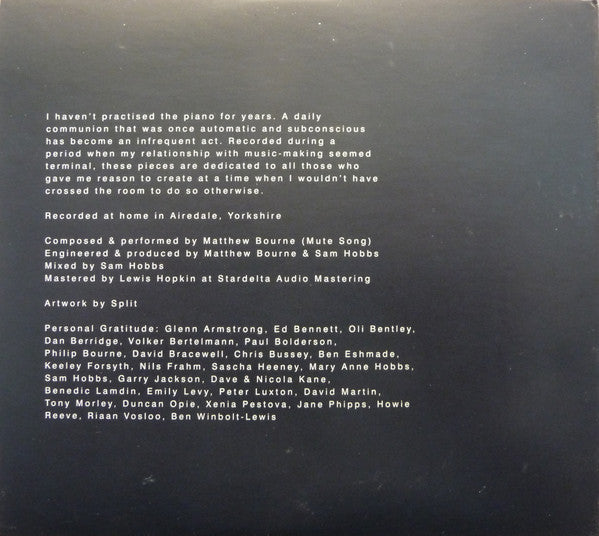 I haven't practised the piano for years. A daily
communion that was once automatic and subconscious
has become an infrequent act. Recorded during a
period when my relationship with music-making seemed
terminal, these pieces are dedicated to all those who
gave me reason to create at a time when I wouldn't have
crossed the room to do so otherwise.
Recorded at home in Airedale, Yorkshire
Composed & performed by Matthew Bourne (Mute Song)
Engineered & produced by Matthew Bourne & Sam Hobbs
Mixed by Sam Hobbs
Mastered by Lewis Hopkin at Stardelta Audio Mastering
Artwork by Split
Personal Gratitude: Glenn Armstrong, Ed Bennett, Oli Bentley,
Dan Berridge, Volker Bertelmann, Paul Bolderson,
Philip Bourne, David Bracewell, Chris Bussey, Ben Eshmade,
Keeley Forsyth, Nils Frahm, Sascha Heeney, Mary Anne Hobbs,
Sam Hobbs, Garry Jackson, Dave & Nicola Kane,
Benedic Lamdin, Emily Levy, Peter Luxton, David Martin,
Tony Morley, Duncan Opie, Xenia Pestova, Jane Phipps, Howie
Reeve, Riaan Vosloo, Ben Winbolt-Lewis